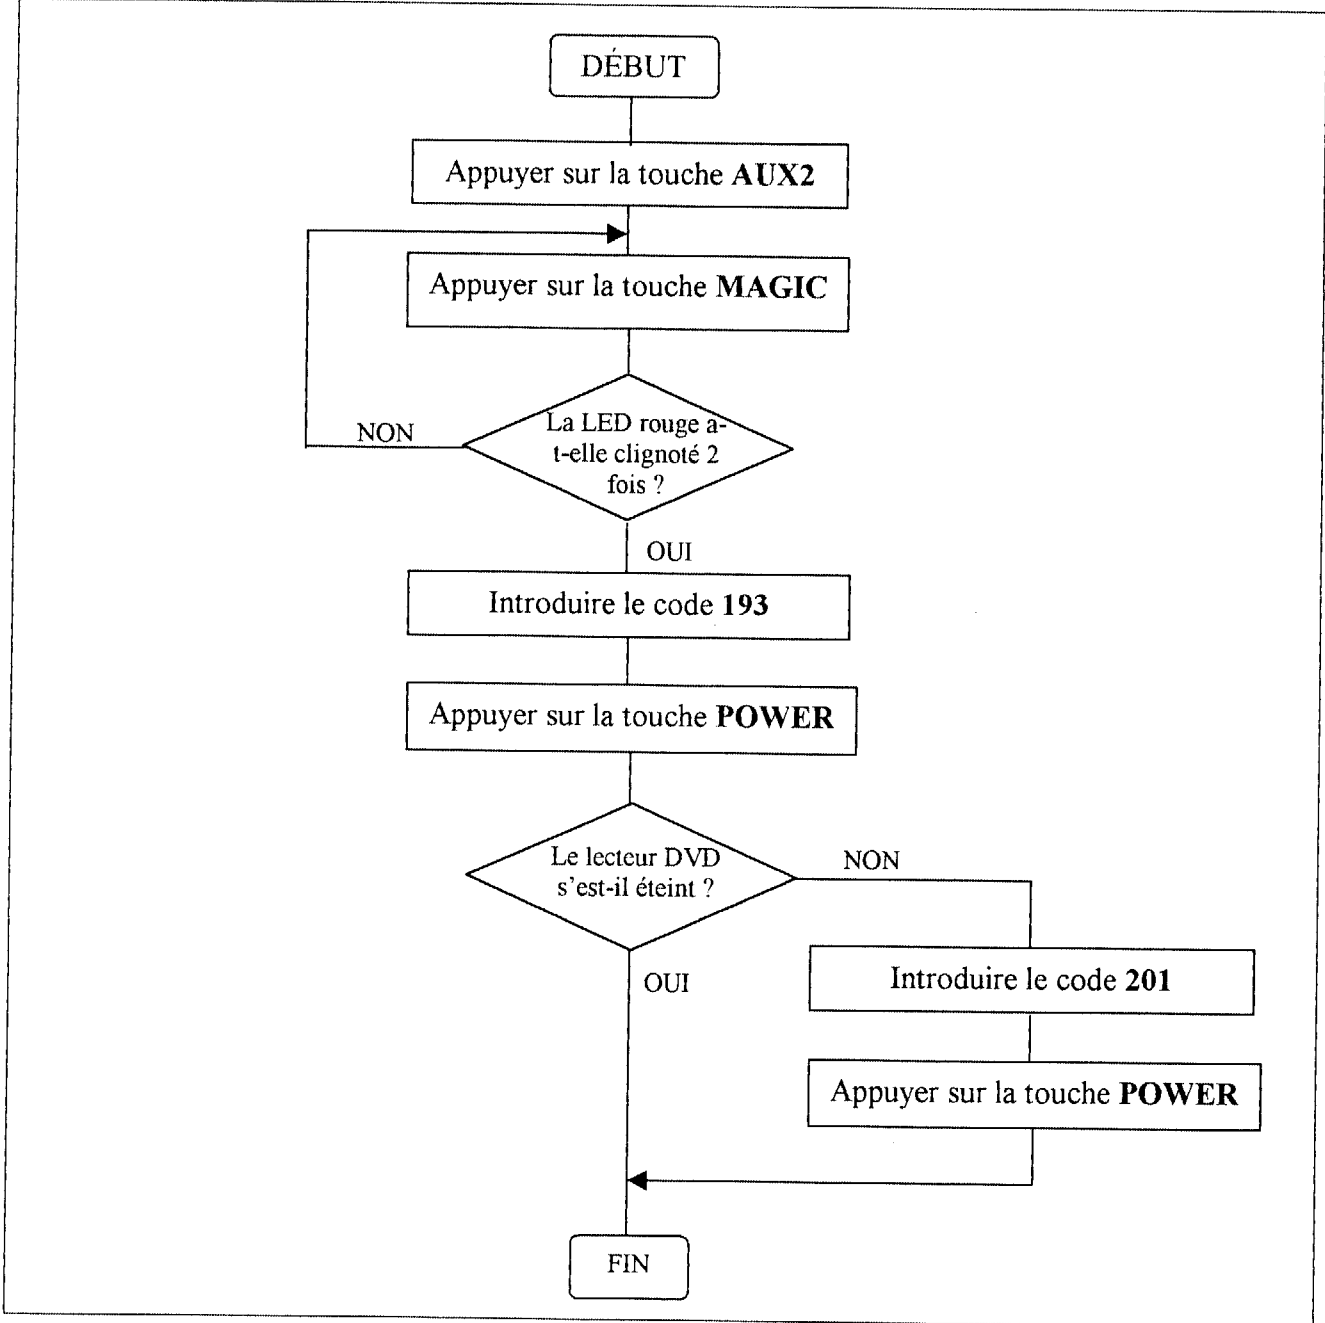 DÉBUT
Appuyer sur la touche AUX2
Appuyer sur la touche MAGIC
La LED rouge a-
t-elle clignoté 2
fois ?
NON
OUI
Introduire le code 193
Appuyer sur la touche POWER
Le lecteur DVD
s'est-il éteint ?
NON
OUI
Introduire le code 201
Appuyer sur la touche POWER
FIN